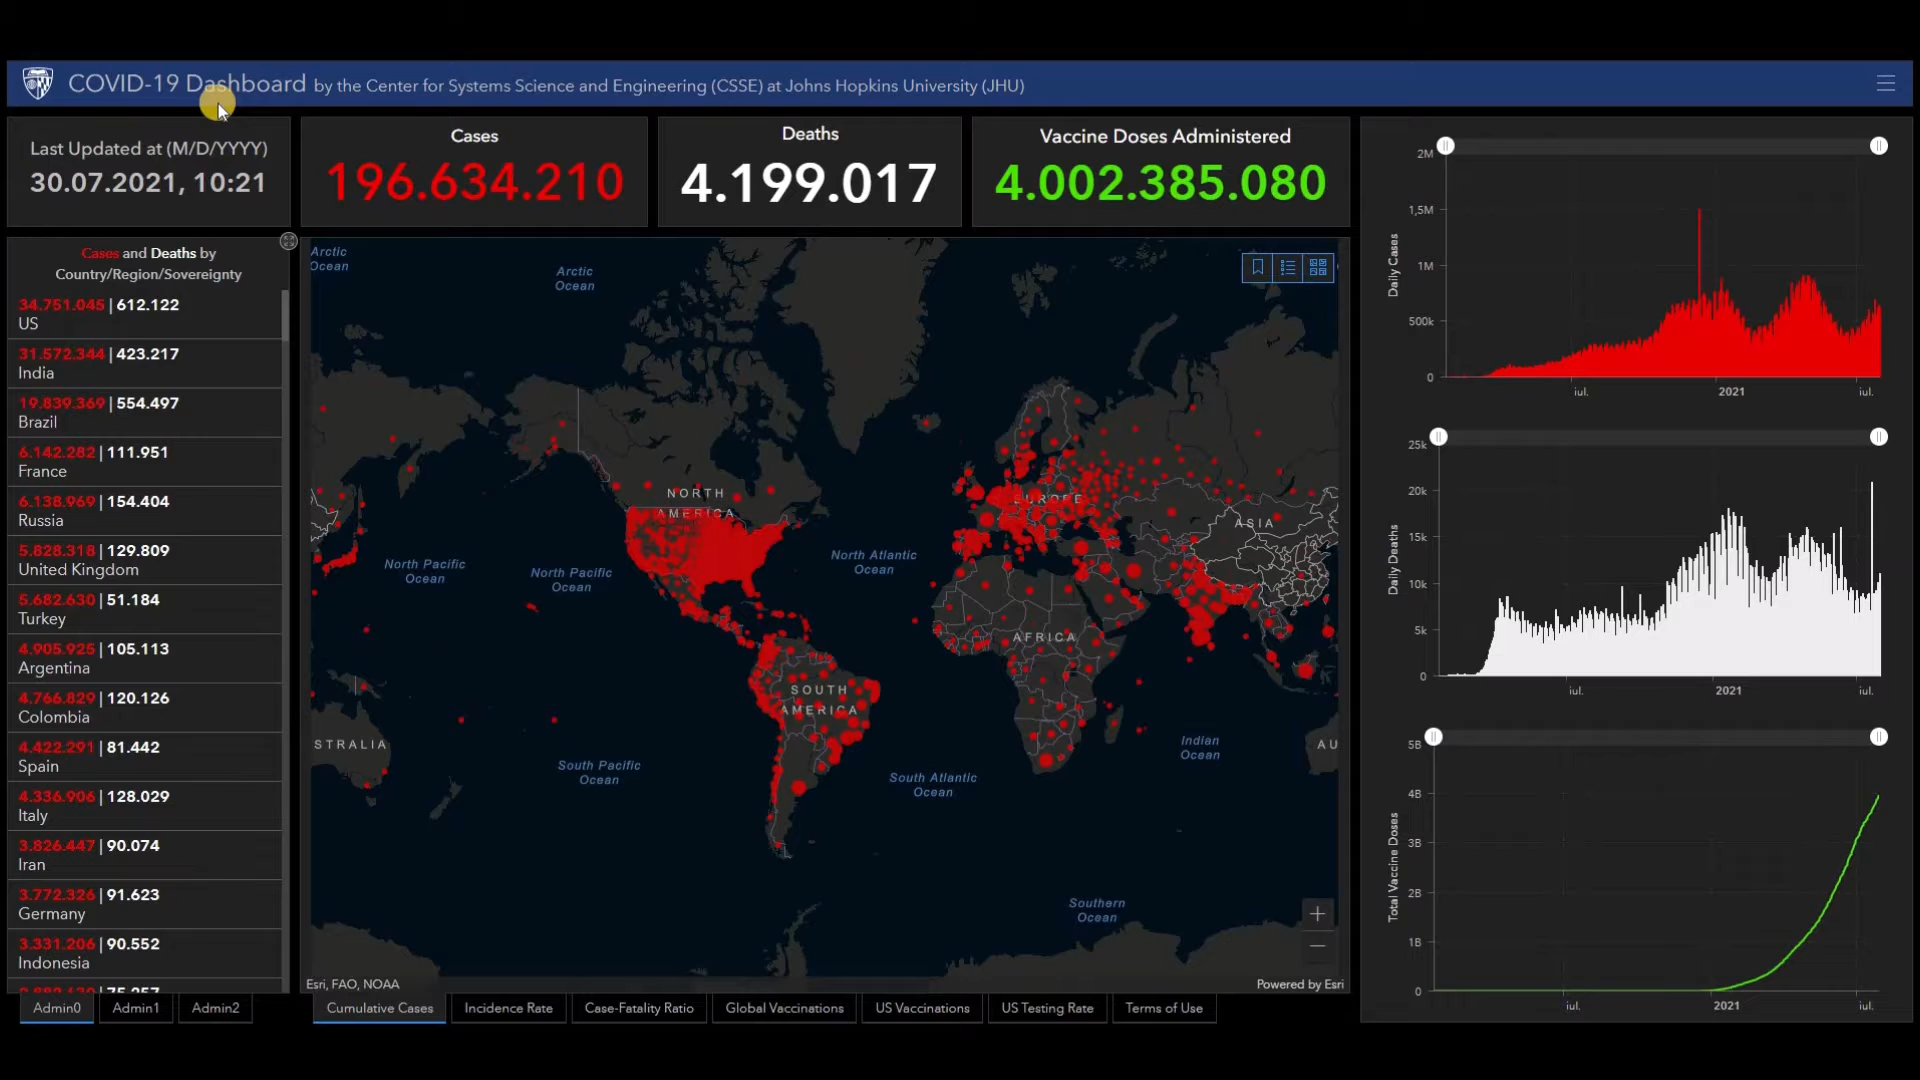 COVID-19 Dashboard by the Center for Systems Science and Engineering (CSSE) at Johns Hopkins University (JHU)
Last Updated at (M/D/YYYY)
30.07.2021, 10:21
Cases
196.634.210
Deaths
4.199.017
Vaccine Doses Administered
4.002.385.080
Cases and Deaths by
Country/Region/Sovereignty
34.751.045 | 612.122
US
31.572.344 | 423.217
India
19.839.369 | 554.497
Brazil
6.142.282 | 111.951
France
6.138.969 | 154.404
Russia
5.828.318 | 129.809
United Kingdom
5.682.630 | 51.184
Turkey
4.905.925 | 105.113
Argentina
4.766.829 | 120.126
Colombia
4.422.291 | 81.442
Spain
4.336.906 | 128.029
Italy
3.826.447 | 90.074
Iran
3.772.326 | 91.623
Germany
3.331.206 | 90.552
Indonesia
Admin0
Admin1
Admin2
Arctic
Ocean
Arctic
Ocean
NORTH
AMERICA
EUROPE
ASIA
North Pacific
Ocean
North Pacific
Ocean
North Atlantic
Ocean
AFRICA
SOUTH
AMERICA
STRALIA
South Pacific
Ocean
South Atlantic
Ocean
Indian
Ocean
AU
Southern
Ocean
Esri, FAO, NOAA
Powered by Esri
Cumulative Cases
Incidence Rate
Case-Fatality Ratio
Global Vaccinations
US Vaccinations
US Testing Rate
Terms of Use
Daily Cases
2M
1,5M
1M
500k
0
iul.
2021
iul.
Daily Deaths
25k
20k
15k
10k
5k
0
iul.
2021
iul.
Total Vaccine Doses
5B
4B
3B
2B
1B
0
iul.
2021
iul.